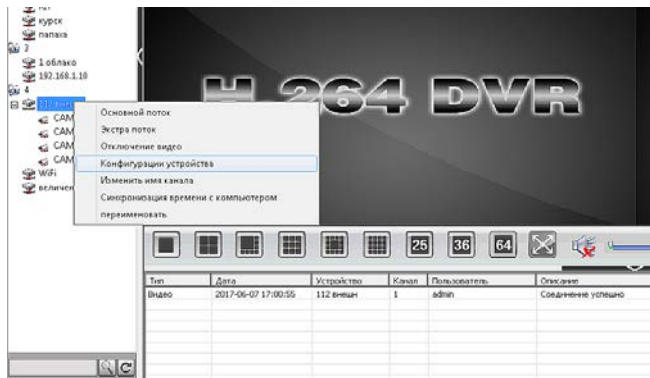 курск
папаха
3
1 облако
192.168.1.10
4
CAM
CAM
CAM
CAM
WiFi
величен
H 264 DVR
Основной поток
Экстра поток
Отключение видео
Конфигурации устройства
Изменить имя канала
Синхронизация времени с компьютером
переименовать
25 36 64
Тип Дата Устройство Канал Пользователь Описание
Видео 2017-06-07 17:00:55 112 внешн 1 admin Соединение успешно